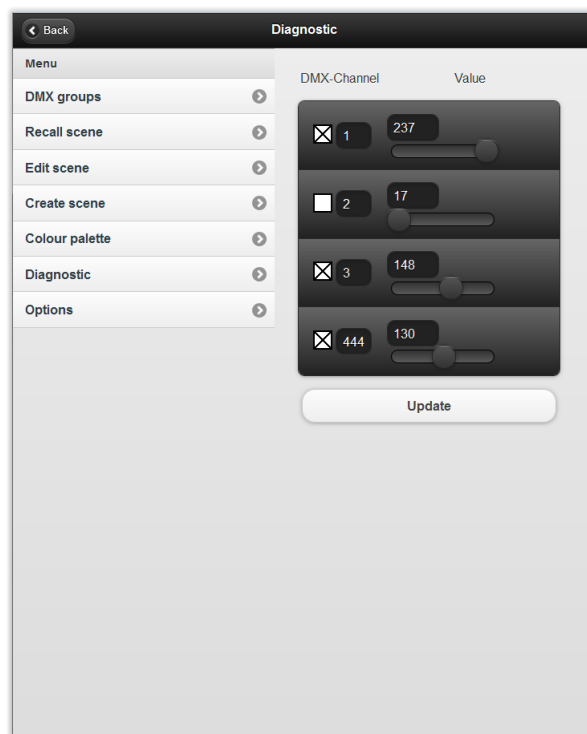 Back
Diagnostic
Menu
DMX groups
Recall scene
Edit scene
Create scene
Colour palette
Diagnostic
Options
DMX-Channel Value
1 237
2 17
3 148
444 130
Update